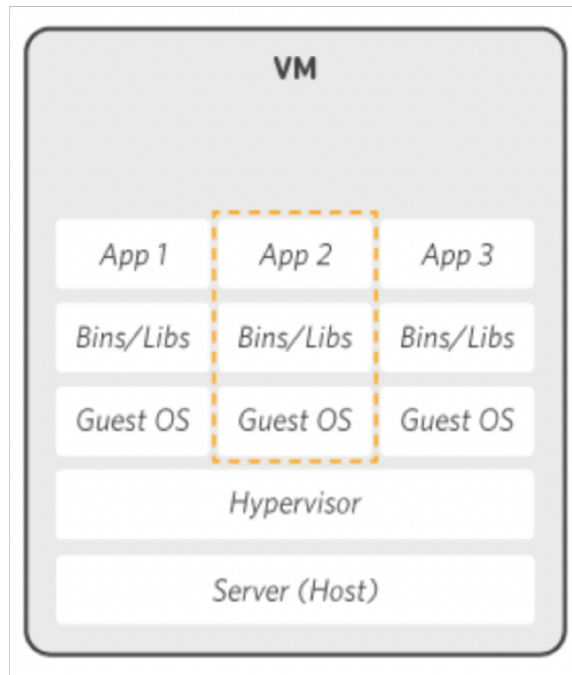 VM
App 1 App 2 App 3
Bins/Libs Bins/Libs Bins/Libs
Guest OS Guest OS Guest OS
Hypervisor
Server (Host)